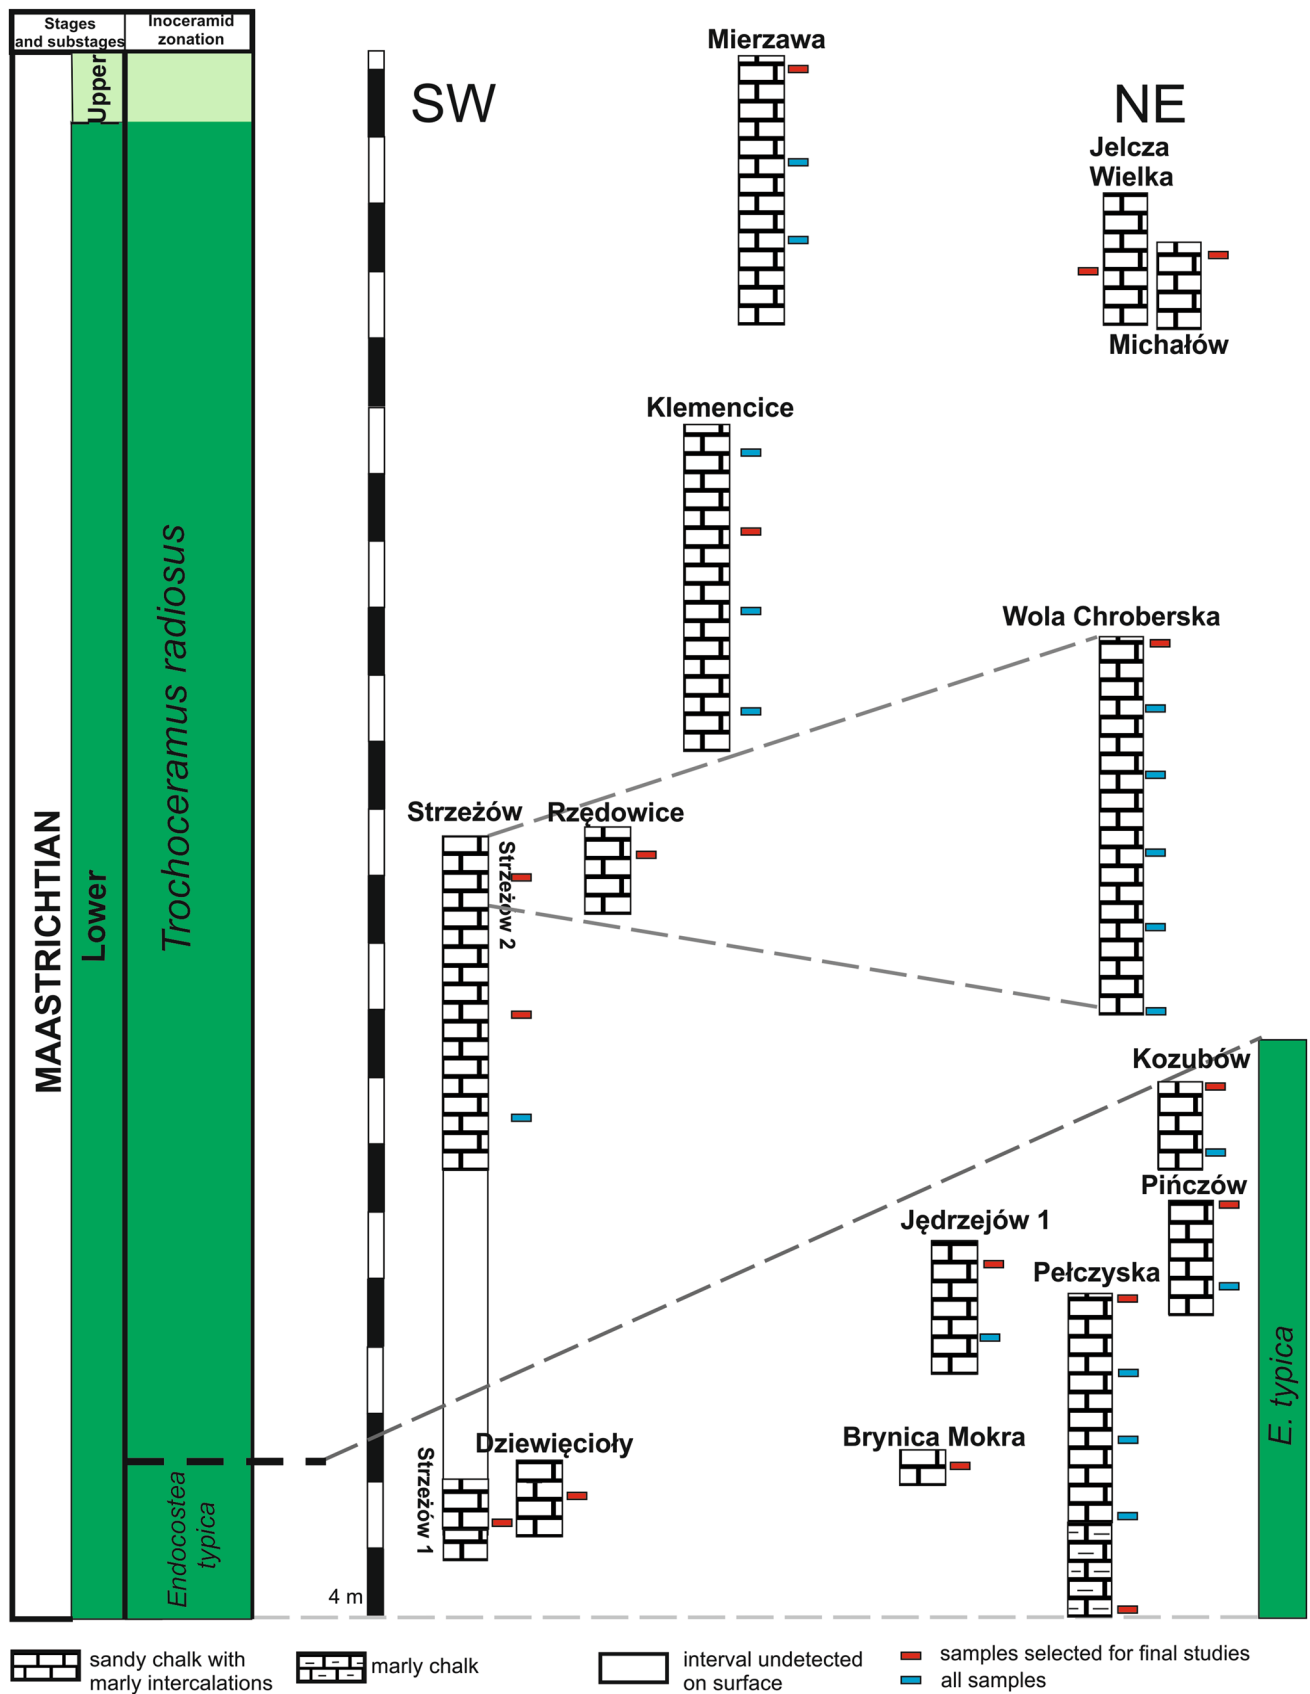 Stages
and substages
Inoceramid
zonation
Upper
Lower
MAASTRICHTIAN
Trochoceramus radiosus
Endocostea
typica
4 m
SW
NE
Mierzawa
Jelcza
Wielka
Michałów
Klemencice
Wola Chroberska
Strzeżów
Strzeżów 2
Rzędowice
Kozubów
Pińczów
Jędrzejów 1
Pełczyska
Brynica Mokra
Dziewięcioły
Strzeżów 1
E. typica
sandy chalk with
marly intercalations
marly chalk
interval undetected
on surface
samples selected for final studies
all samples